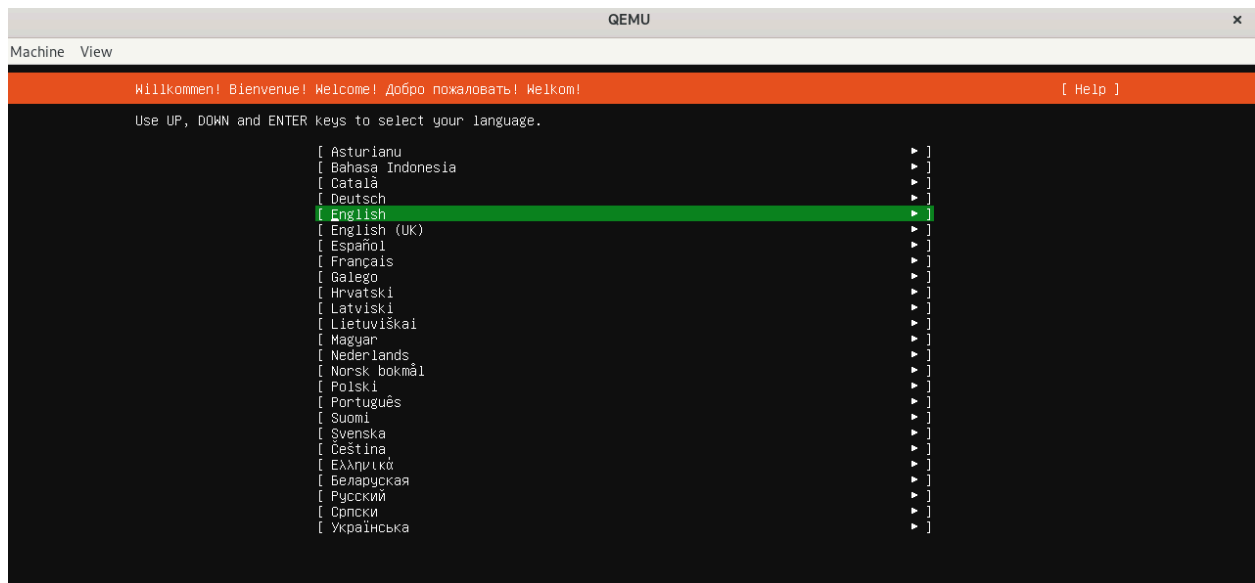 QEMU ×
Machine View
Willkommen! Bienvenue! Welcome! Добро пожаловать! Welkom! [ Help ]
Use UP, DOWN and ENTER keys to select your language.
[ Asturianu ► ]
[ Bahasa Indonesia ► ]
[ Català ► ]
[ Deutsch ► ]
[ English ► ]
[ English (UK) ► ]
[ Español ► ]
[ Français ► ]
[ Galego ► ]
[ Hrvatski ► ]
[ Latviski ► ]
[ Lietuviškai ► ]
[ Magyar ► ]
[ Nederlands ► ]
[ Norsk bokmål ► ]
[ Polski ► ]
[ Português ► ]
[ Suomi ► ]
[ Svenska ► ]
[ Čeština ► ]
[ Ελληνικά ► ]
[ Беларуская ► ]
[ Русский ► ]
[ Српски ► ]
[ Українська ► ]